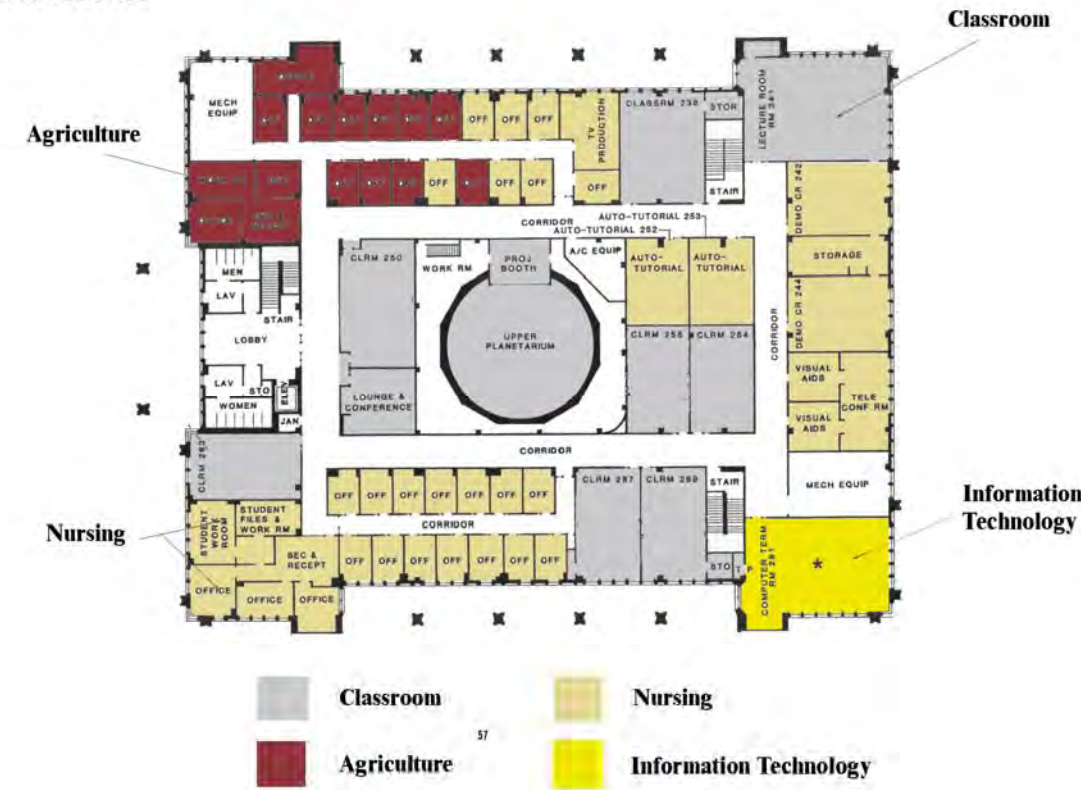 Classroom
LECTURE ROOM
RM 241
CLASSRM 238
STOR
MECH
EQUIP
OFF
OFF
OFF
TV
PRODUCTION
Agriculture
STAIR
OFF
OFF
OFF
OFF
DEMO CR 242
CORRIDOR
AUTO-TUTORIAL 253
AUTO-TUTORIAL 252
CLRM 250
WORK RM
PROJ
BOOTH
A/C EQUIP
AUTO-
TUTORIAL
AUTO-
TUTORIAL
STORAGE
MEN
LAV
STAIR
LOBBY
UPPER
PLANETARIUM
CLRM 255
CLRM 254
CORRIDOR
DEMO CR 244
LAV
STO
ELEV
WOMEN
JAN
LOUNGE &
CONFERENCE
VISUAL
AIDS
TELE
CONF RM
VISUAL
AIDS
CORRIDOR
CLRM 263
OFF
OFF
OFF
OFF
OFF
OFF
OFF
CLRM 287
CLRM 289
STAIR
MECH EQUIP
Information
Technology
Nursing
STUDENT
WORK
ROOM
STUDENT
FILES &
WORK RM
CORRIDOR
SEC &
RECEPT
OFF
OFF
OFF
OFF
OFF
OFF
OFF
STO
T P
COMPUTER TERM
RM 291
*
OFFICE
OFFICE
OFFICE
Classroom
Nursing
57
Agriculture
Information Technology